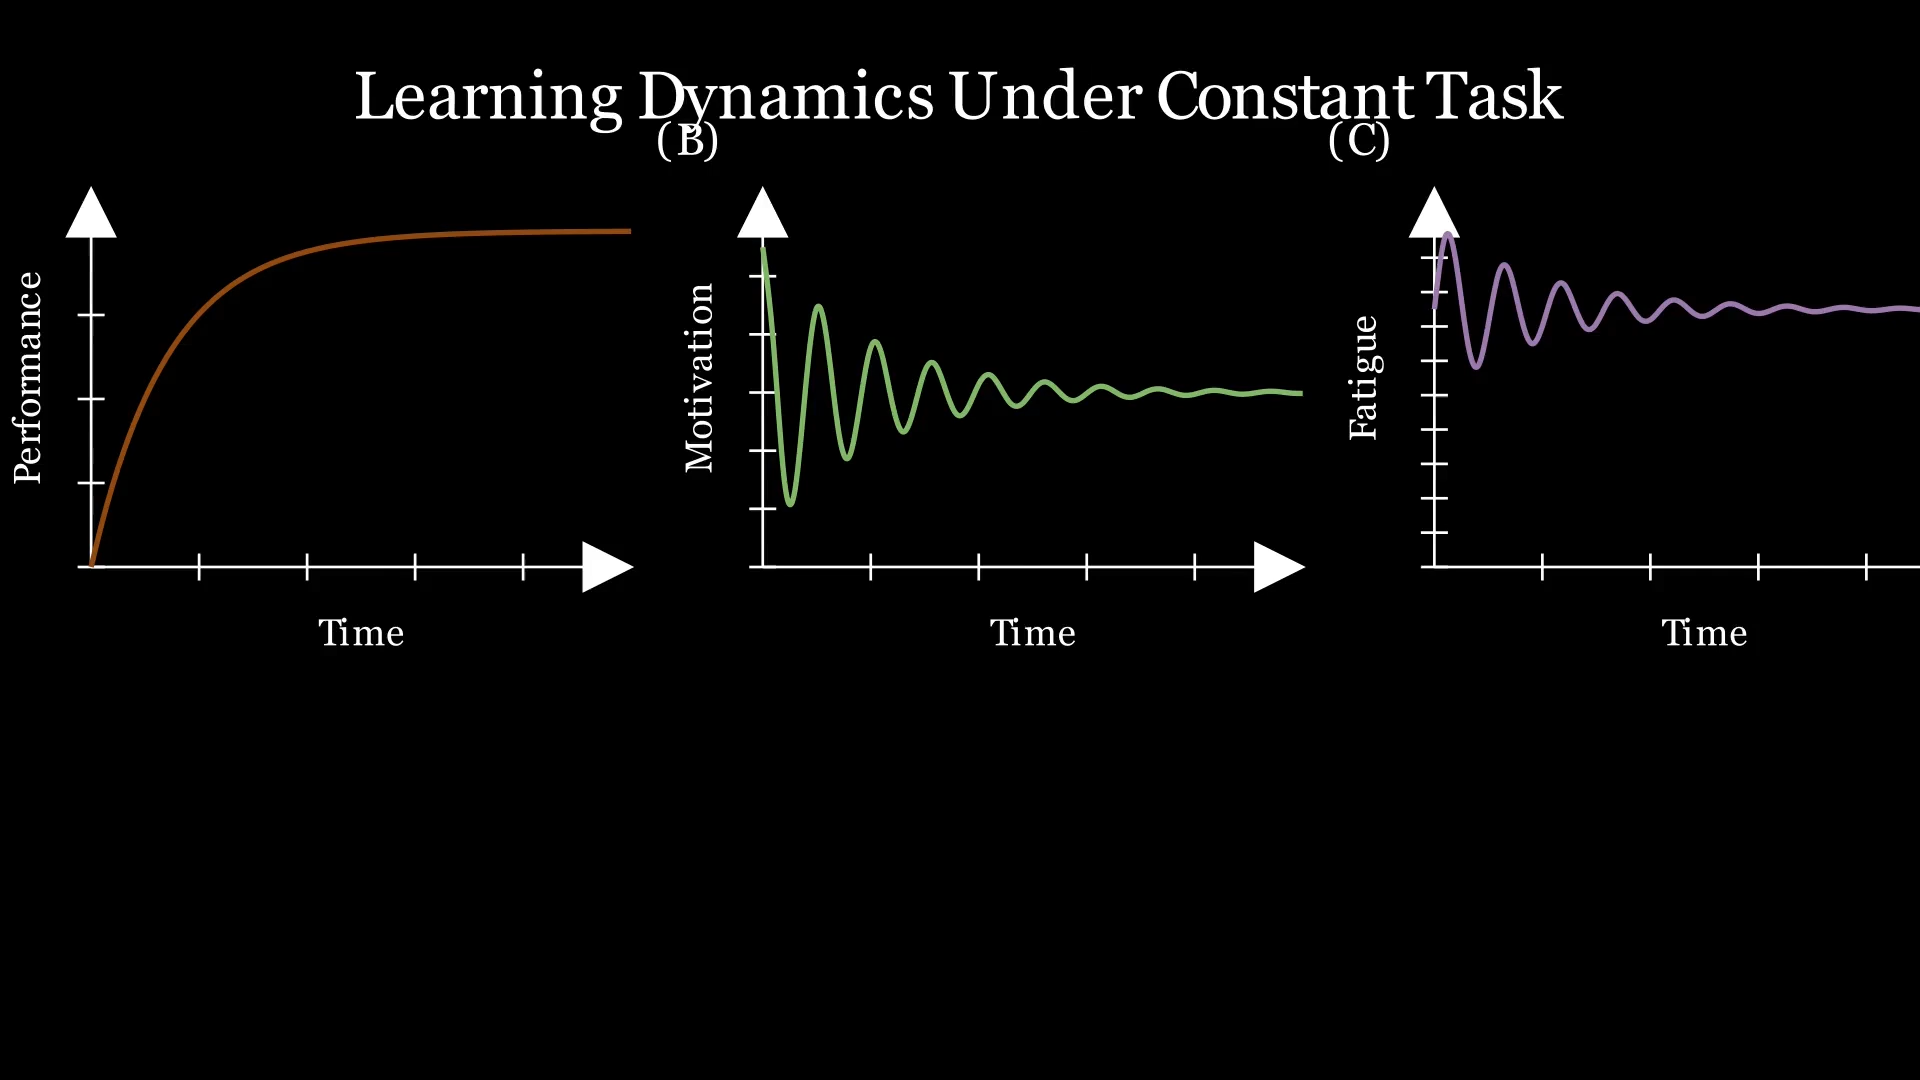 Learning Dynamics Under Constant Task
(B)
(C)
Performance
Motivation
Fatigue
Time
Time
Time